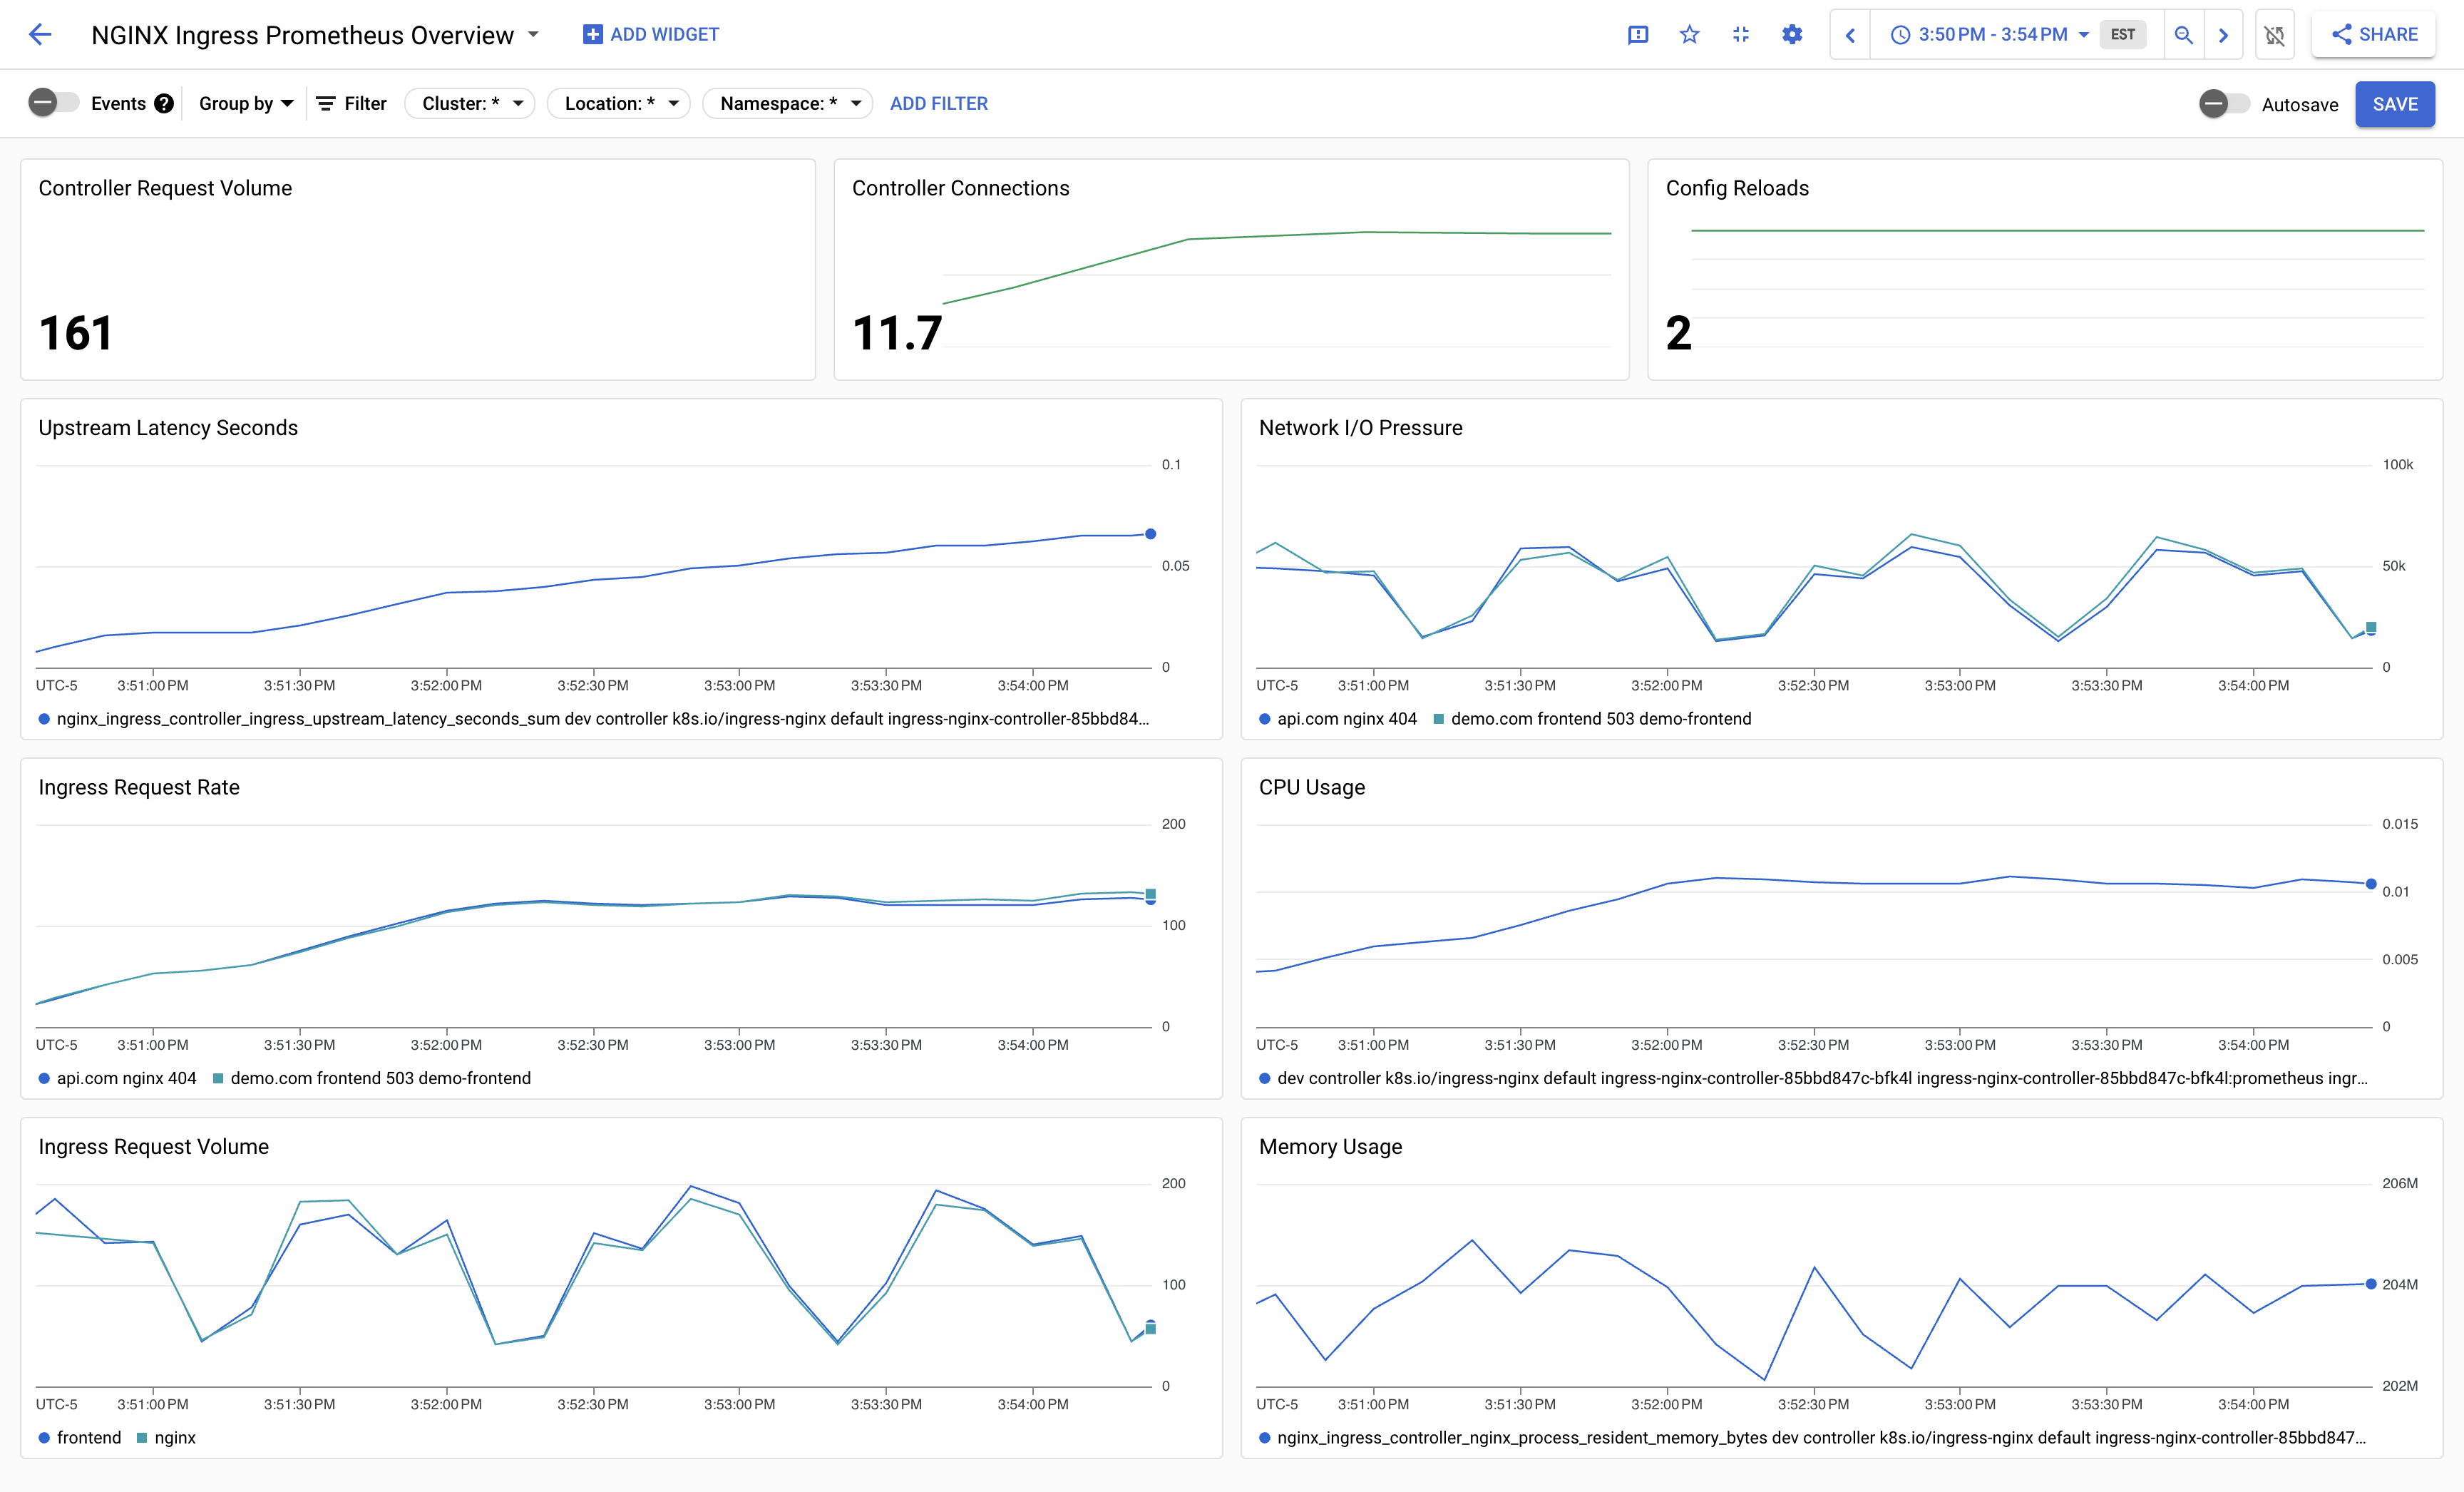 NGINX Ingress Prometheus Overview
ADD WIDGET
3:50 PM - 3:54 PM
EST
SHARE
Events
Group by
Filter
Cluster: *
Location: *
Namespace: *
ADD FILTER
Autosave
SAVE
Controller Request Volume
161
Controller Connections
11.7
Config Reloads
2
Upstream Latency Seconds
0.1
0.05
0
UTC-5 3:51:00 PM 3:51:30 PM 3:52:00 PM 3:52:30 PM 3:53:00 PM 3:53:30 PM 3:54:00 PM
nginx_ingress_controller_ingress_upstream_latency_seconds_sum dev controller k8s.io/ingress-nginx default ingress-nginx-controller-85bbd84...
Network I/O Pressure
100k
50k
0
UTC-5 3:51:00 PM 3:51:30 PM 3:52:00 PM 3:52:30 PM 3:53:00 PM 3:53:30 PM 3:54:00 PM
api.com nginx 404 demo.com frontend 503 demo-frontend
Ingress Request Rate
200
100
0
UTC-5 3:51:00 PM 3:51:30 PM 3:52:00 PM 3:52:30 PM 3:53:00 PM 3:53:30 PM 3:54:00 PM
api.com nginx 404 demo.com frontend 503 demo-frontend
CPU Usage
0.015
0.01
0.005
0
UTC-5 3:51:00 PM 3:51:30 PM 3:52:00 PM 3:52:30 PM 3:53:00 PM 3:53:30 PM 3:54:00 PM
dev controller k8s.io/ingress-nginx default ingress-nginx-controller-85bbd847c-bfk4l ingress-nginx-controller-85bbd847c-bfk4l:prometheus ingr...
Ingress Request Volume
200
100
0
UTC-5 3:51:00 PM 3:51:30 PM 3:52:00 PM 3:52:30 PM 3:53:00 PM 3:53:30 PM 3:54:00 PM
frontend nginx
Memory Usage
206M
204M
202M
UTC-5 3:51:00 PM 3:51:30 PM 3:52:00 PM 3:52:30 PM 3:53:00 PM 3:53:30 PM 3:54:00 PM
nginx_ingress_controller_nginx_process_resident_memory_bytes dev controller k8s.io/ingress-nginx default ingress-nginx-controller-85bbd847...